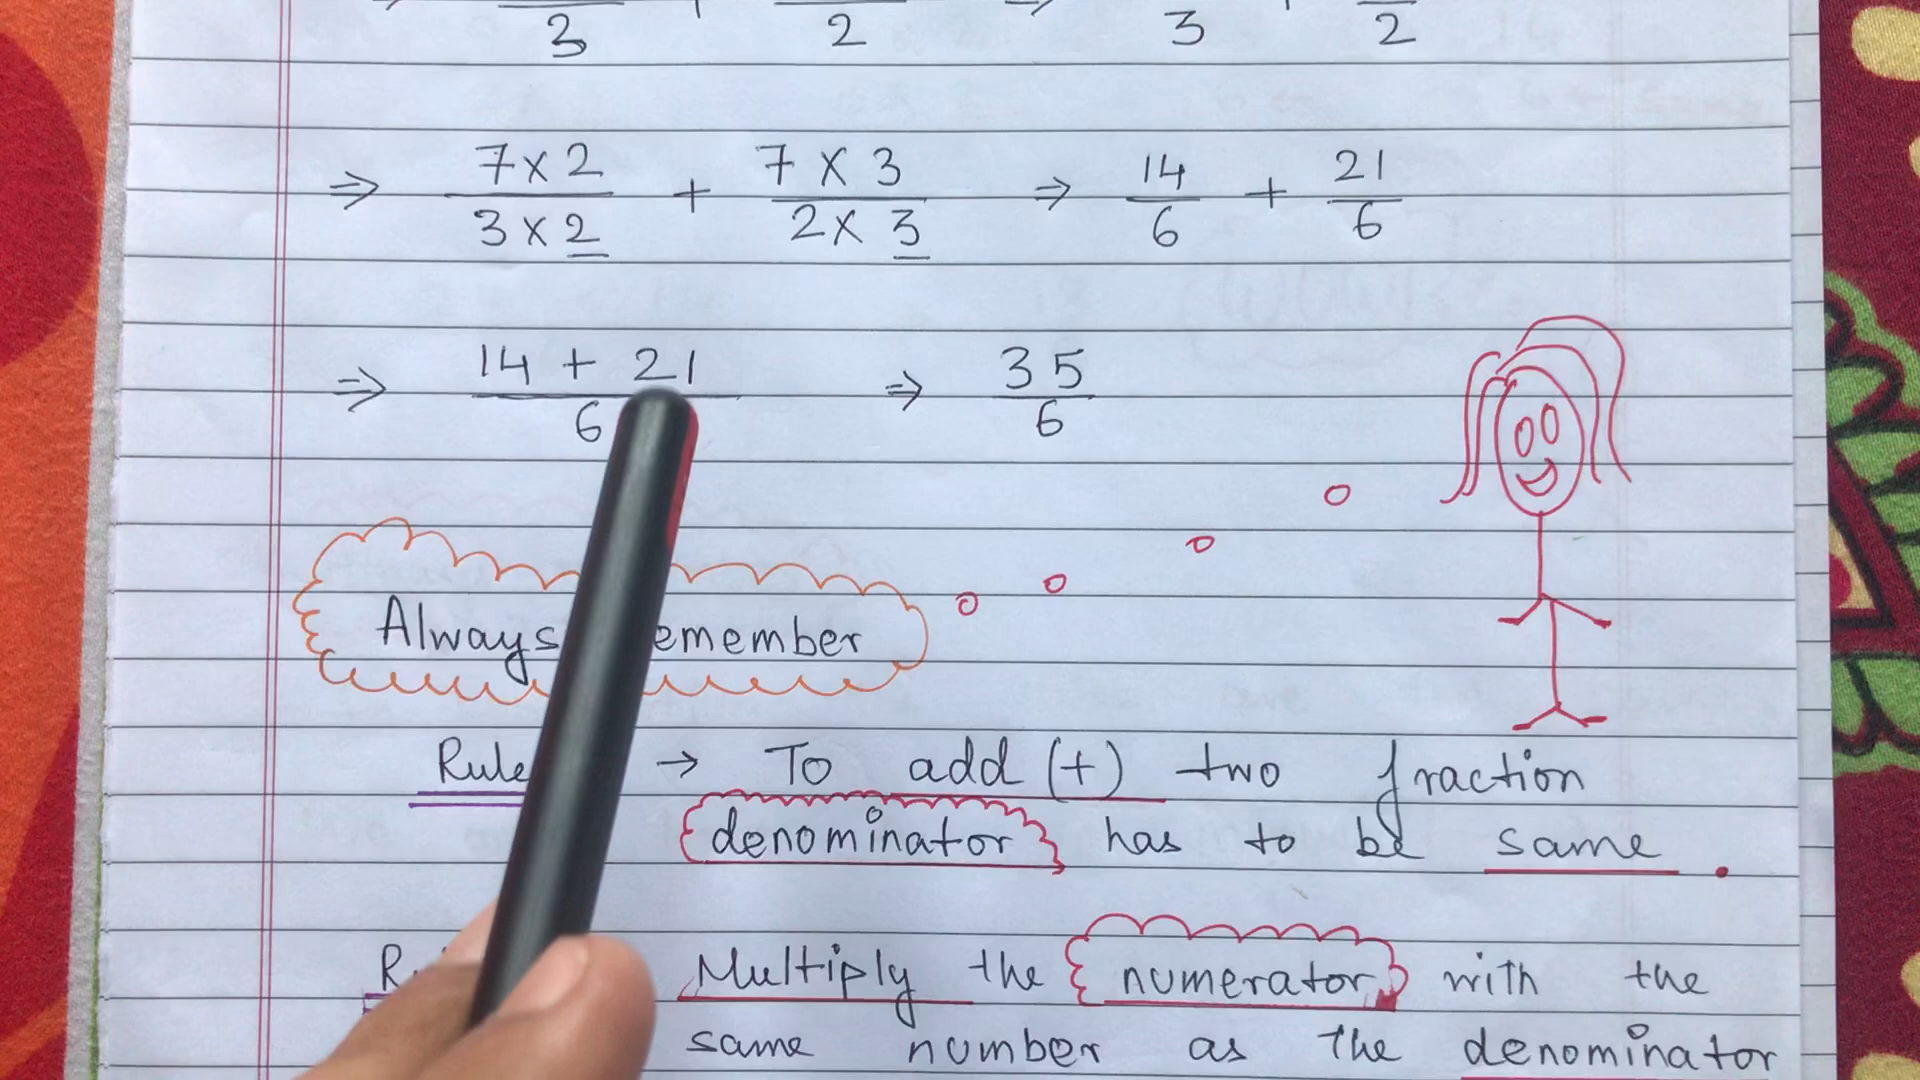 3 2 ⇒ 3 2
⇒ 7 x 2 / 3 x 2 + 7 x 3 / 2 x 3 ⇒ 14 / 6 + 21 / 6
⇒ 14 + 21 / 6 ⇒ 35 / 6
Always emember
Rule → To add (+) two fraction
denominator has to be same .
Multiply the numerator with the
same number as the denominator